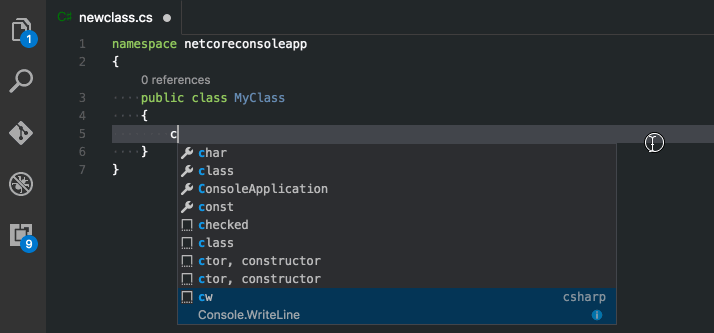 C# newclass.cs
1
1 namespace netcoreconsoleapp
2 {
0 references
3 public class MyClass
4 {
5 c
6 }
7 }
char
class
ConsoleApplication
const
checked
class
ctor, constructor
ctor, constructor
cw csharp
Console.WriteLine i
9